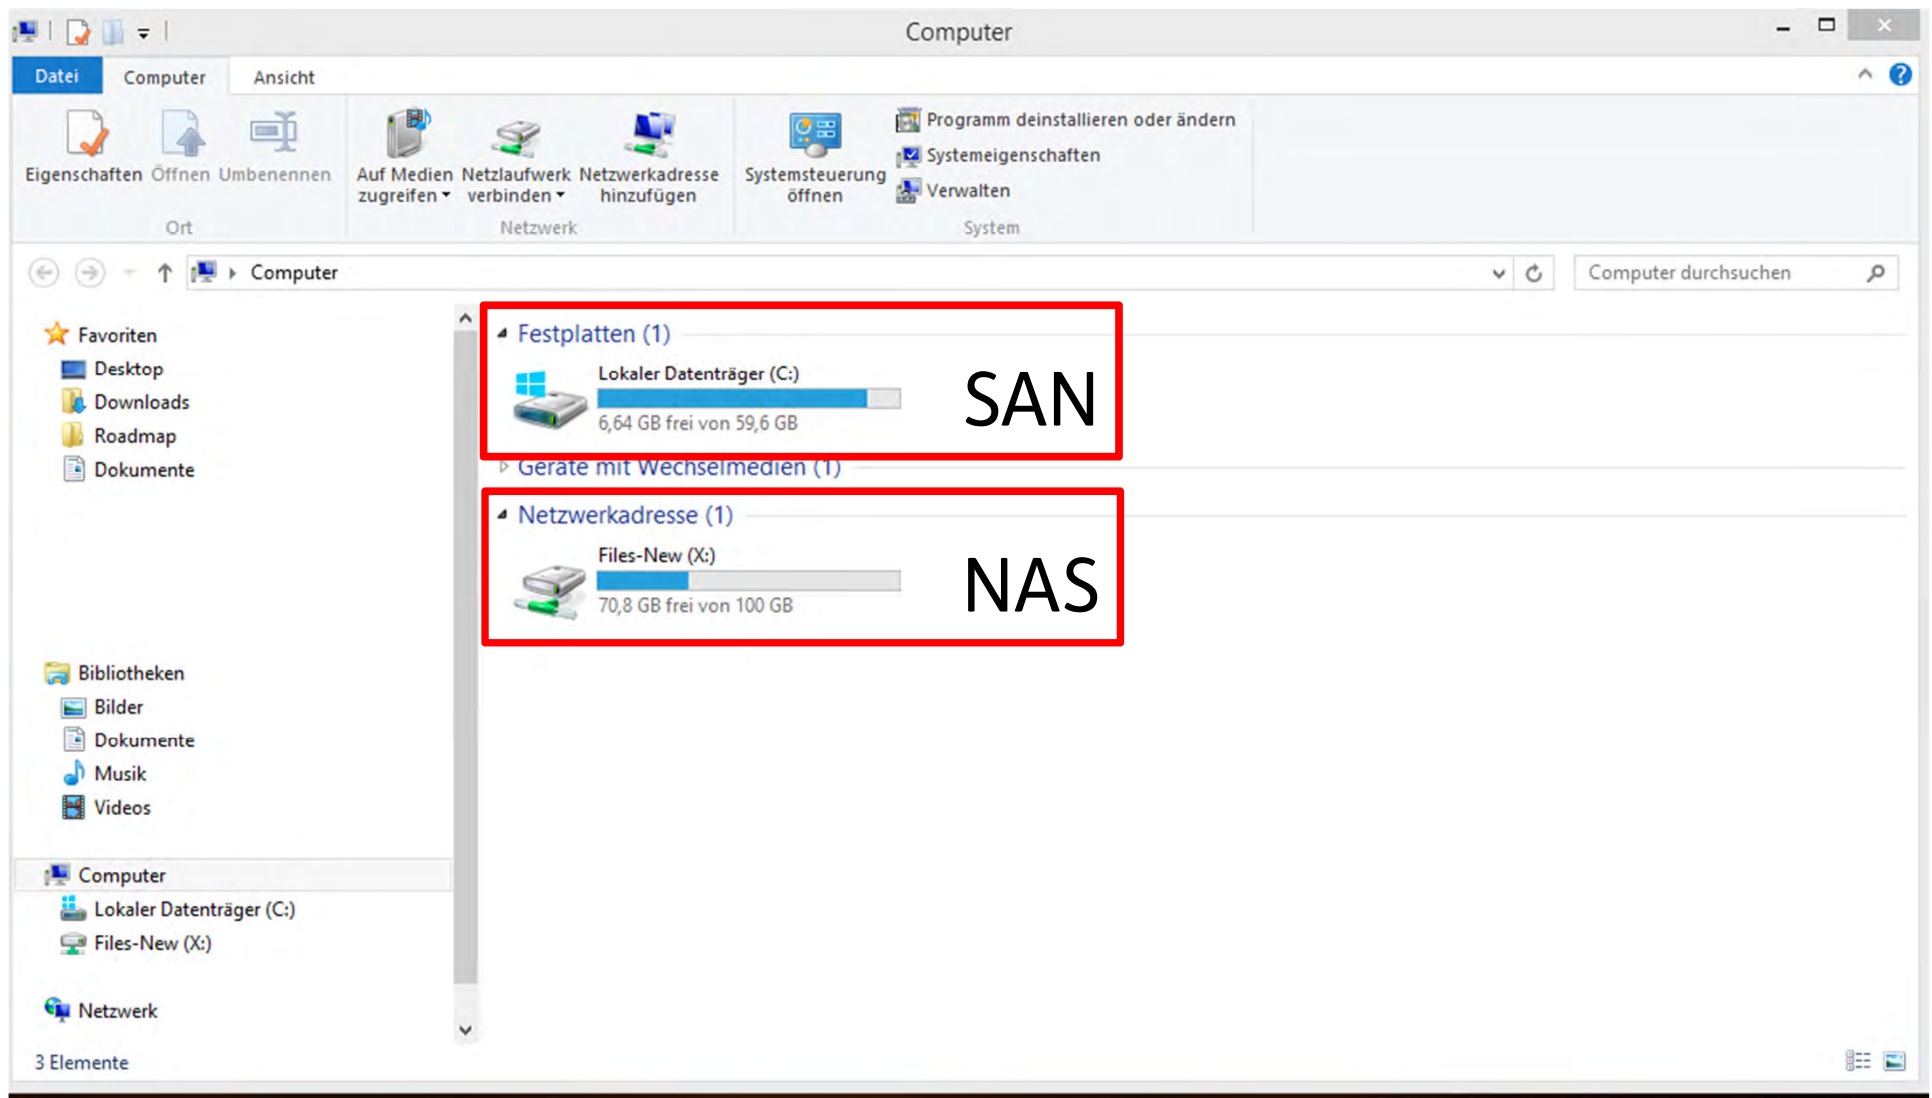 Computer
Datei Computer Ansicht
Eigenschaften Öffnen Umbenennen
Auf Medien zugreifen
Netzlaufwerk verbinden
Netzwerkadresse hinzufügen
Systemsteuerung öffnen
Programm deinstallieren oder ändern
Systemeigenschaften
Verwalten
Ort Netzwerk System
Computer
Computer durchsuchen
Favoriten
Desktop
Downloads
Roadmap
Dokumente
Bibliotheken
Bilder
Dokumente
Musik
Videos
Computer
Lokaler Datenträger (C:)
Files-New (X:)
Netzwerk
Festplatten (1)
Lokaler Datenträger (C:)
6,64 GB frei von 59,6 GB
SAN
Geräte mit Wechselmedien (1)
Netzwerkadresse (1)
Files-New (X:)
70,8 GB frei von 100 GB
NAS
3 Elemente